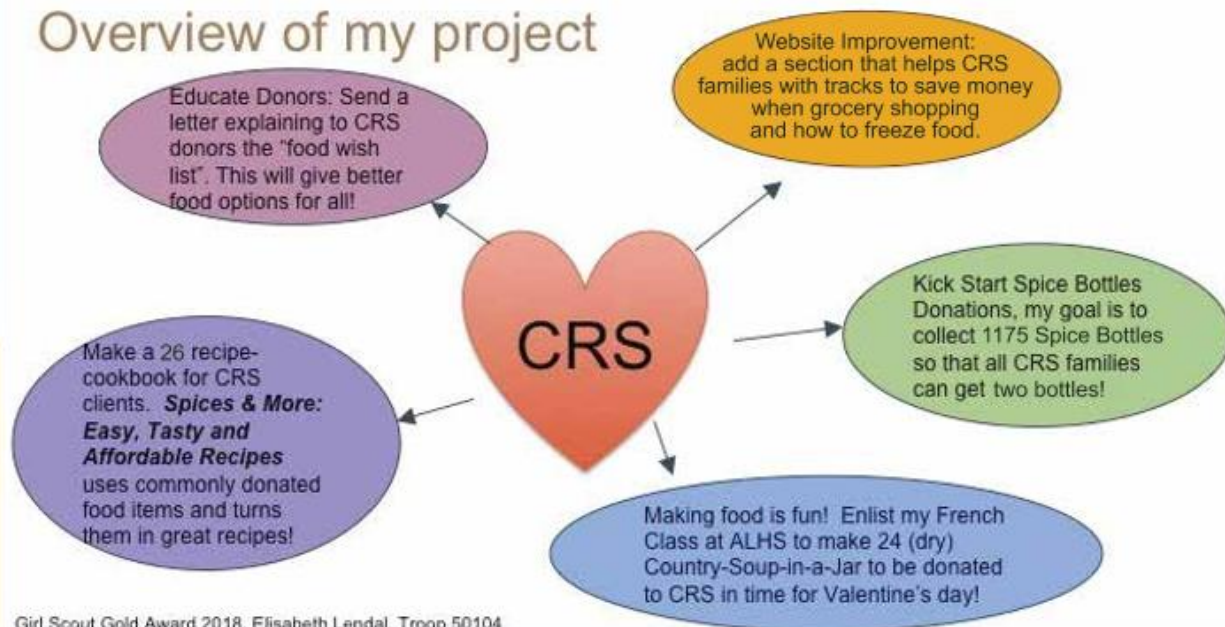 Overview of my project
Educate Donors: Send a
letter explaining to CRS
donors the "food wish
list". This will give better
food options for all!
Website Improvement:
add a section that helps CRS
families with tracks to save money
when grocery shopping
and how to freeze food.
CRS
Kick Start Spice Bottles
Donations, my goal is to
collect 1175 Spice Bottles
so that all CRS families
can get two bottles!
Make a 26 recipe-
cookbook for CRS
clients. Spices & More:
Easy, Tasty and
Affordable Recipes
uses commonly donated
food items and turns
them in great recipes!
Making food is fun! Enlist my French
Class at ALHS to make 24 (dry)
Country-Soup-in-a-Jar to be donated
to CRS in time for Valentine's day!
Girl Scout Gold Award 2018, Elisabeth Lendal, Troop 50104